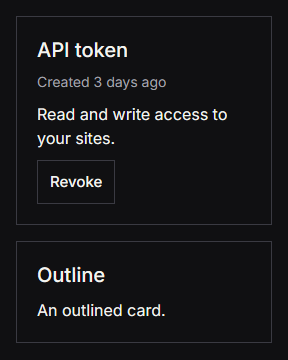 API token
Created 3 days ago
Read and write access to
your sites.
Revoke
Outline
An outlined card.